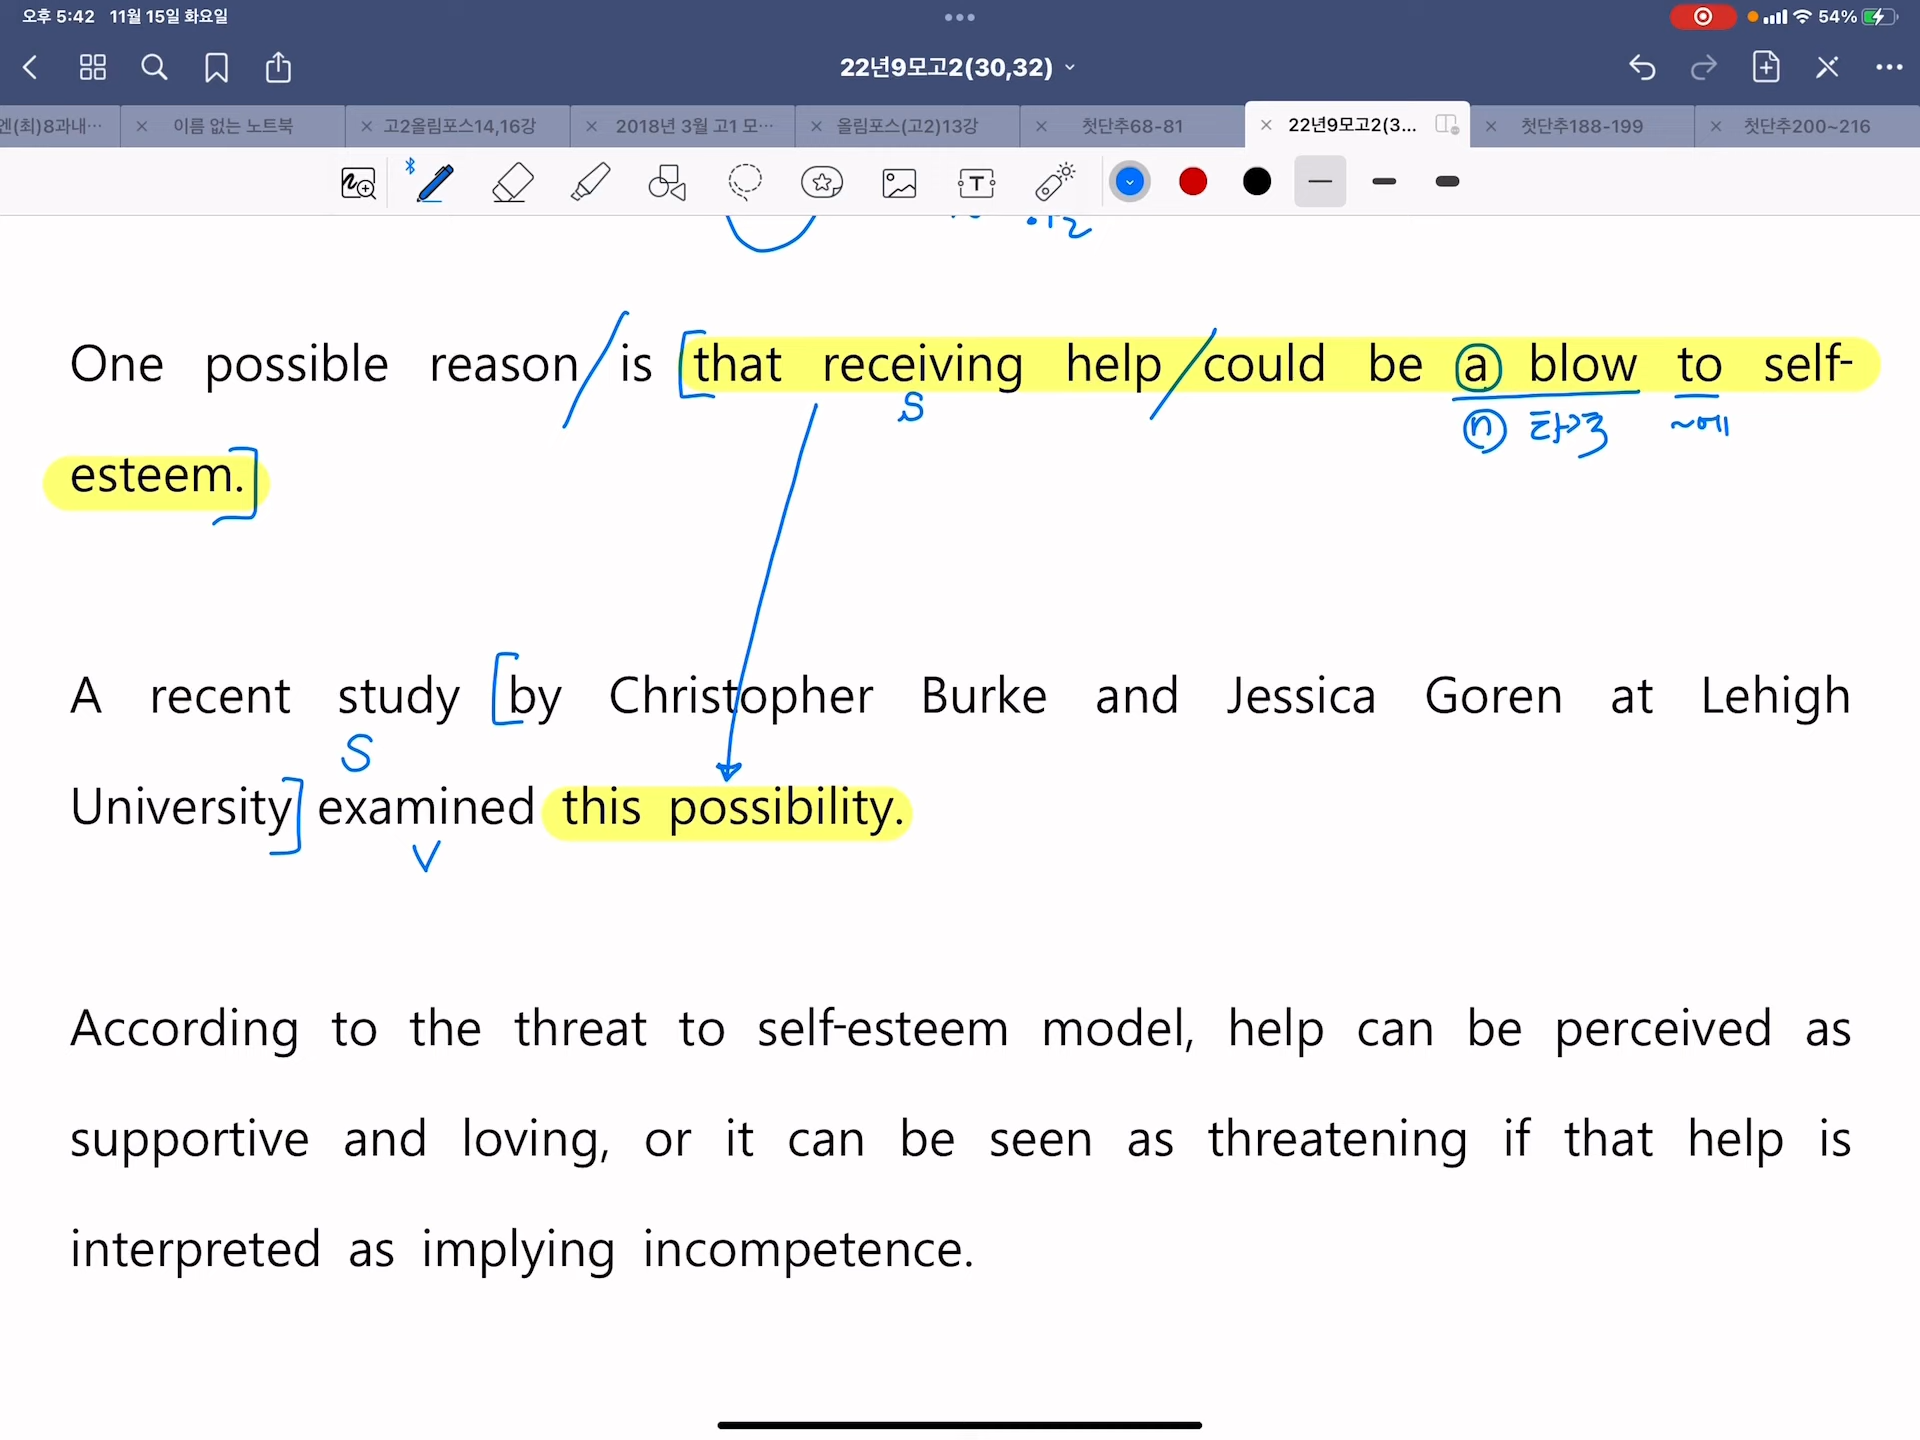 오후 5:42 11월 15일 화요일
54%
22년9모고2(30,32)
엔(최)8과내…
이름 없는 노트북
고2올림포스14,16강
2018년 3월 고1 모…
올림포스(고2)13강
첫단추68-81
22년9모고2(3...
첫단추188-199
첫단추200~216
One possible reason is that receiving help could be a blow to self-
S
n 타격 ~에
esteem.
A recent study by Christopher Burke and Jessica Goren at Lehigh
S
University examined this possibility.
V
According to the threat to self-esteem model, help can be perceived as
supportive and loving, or it can be seen as threatening if that help is
interpreted as implying incompetence.